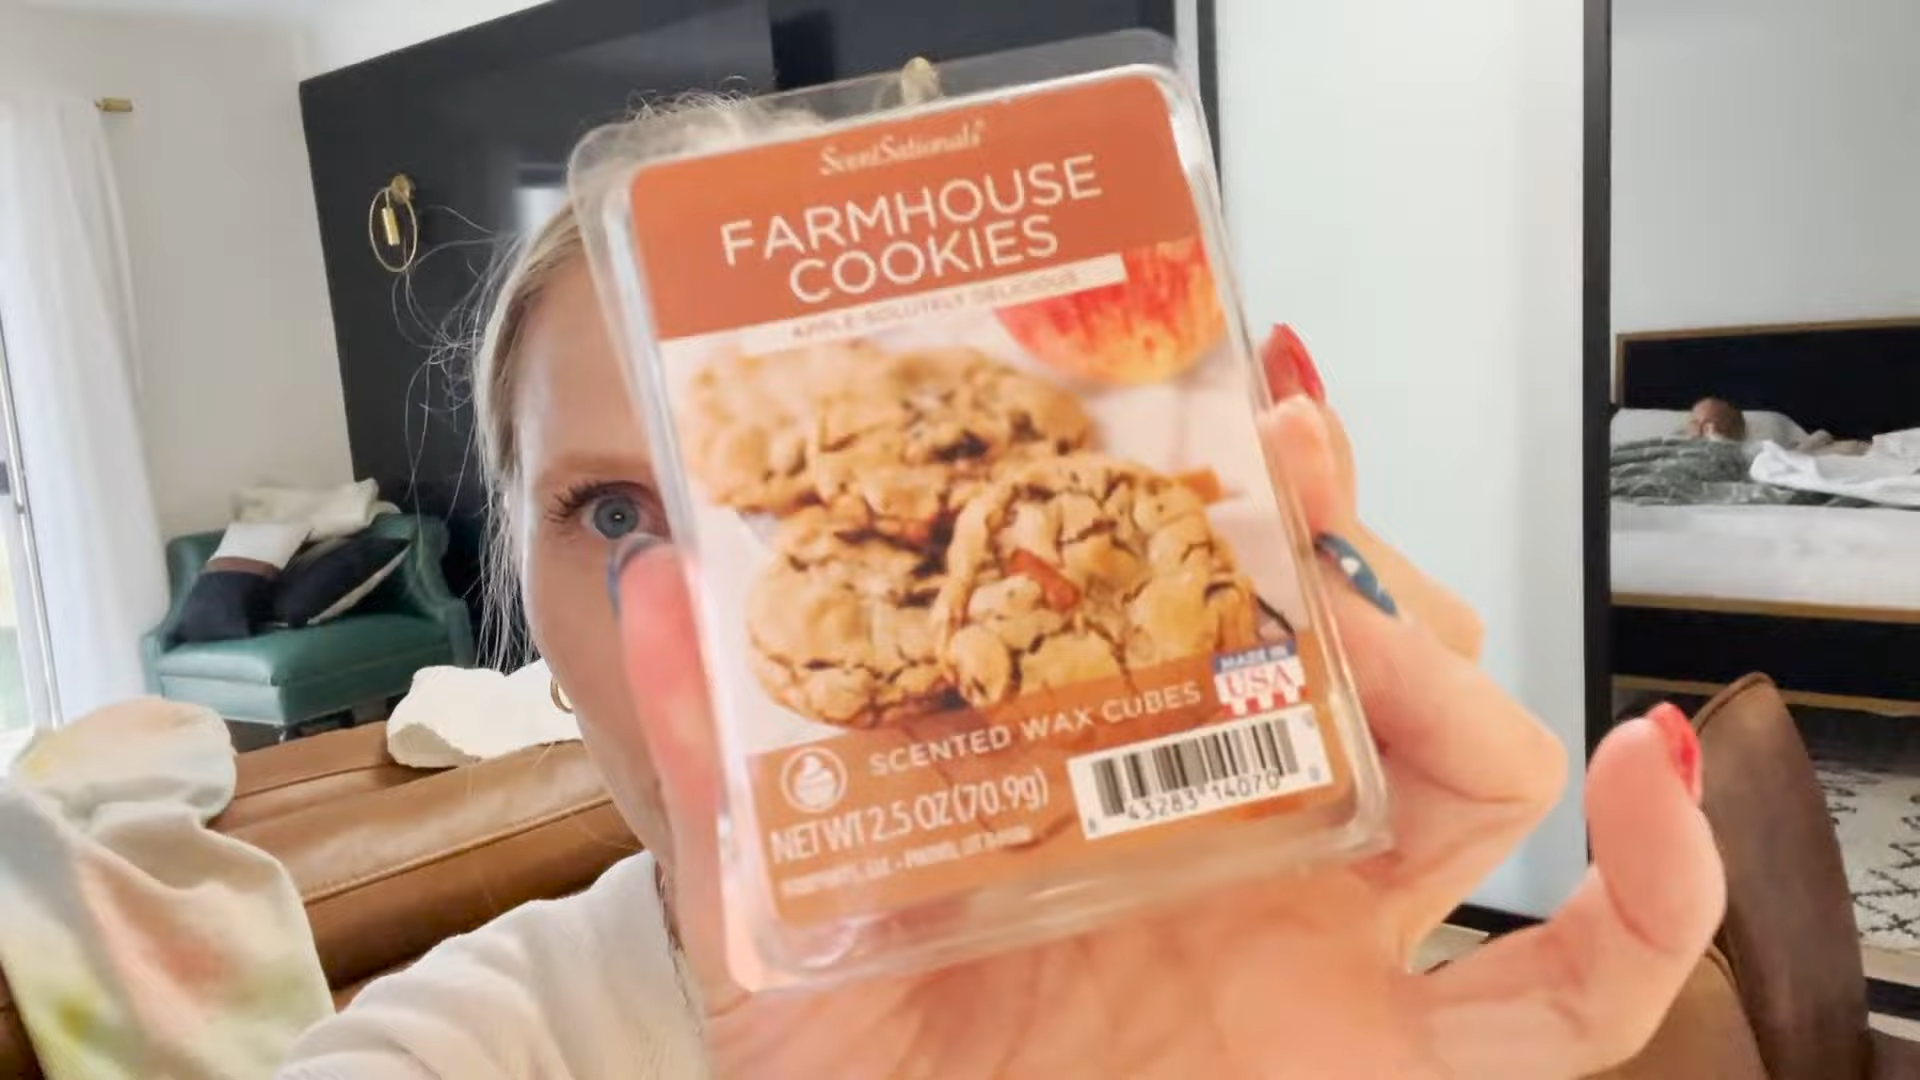 ScentSationals
FARMHOUSE
COOKIES
APPLE-SOLUTELY DELICIOUS
MADE IN
USA
SCENTED WAX CUBES
NET WT 2.5 OZ (70.9g)
43283 14070